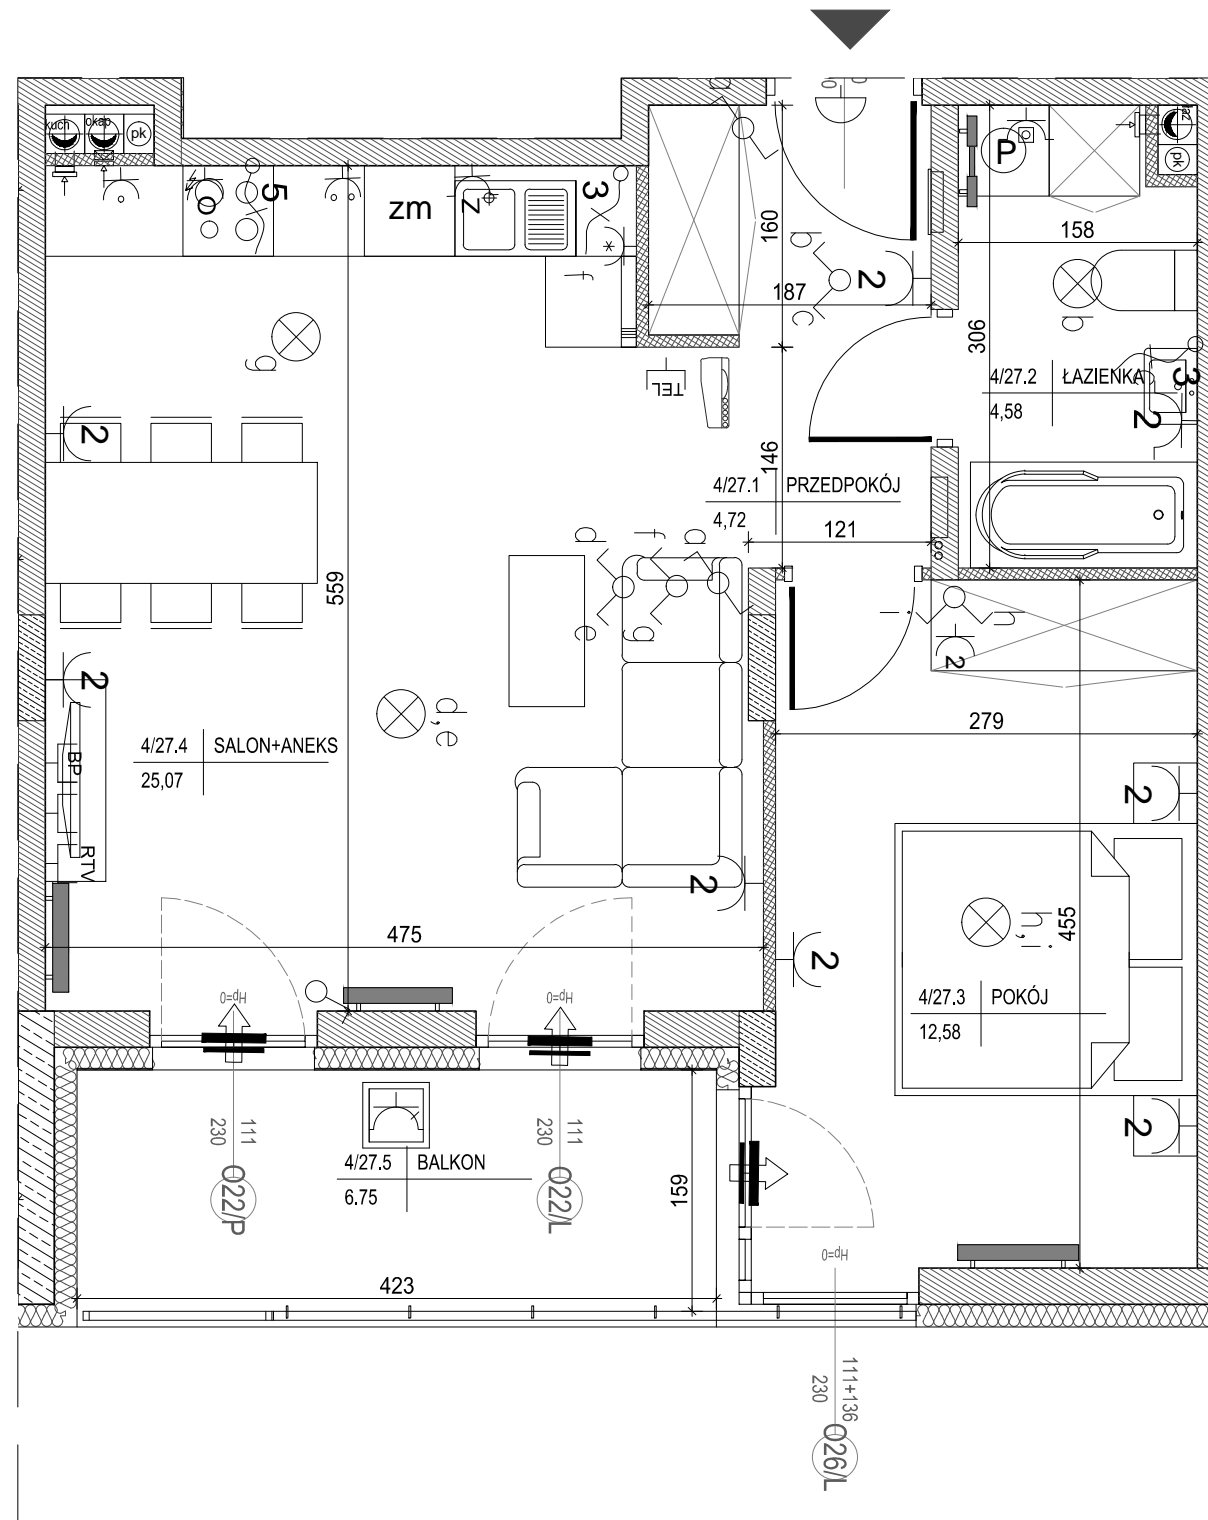 kuch
okap
pk
łaz
pk
P
5
o
zm
z
3
*
f
160
b
c
2
187
158
a
306
g
TEL
4/27.2 ŁAZIENKA
4,58
3
2
2
146
4/27.1 PRZEDPOKÓJ
4,72
121
559
d
f
a
e
g
i
h
2
2
d,e
279
4/27.4 SALON+ANEKS
25,07
BP
RTV
2
2
475
2
h,i
455
4/27.3 POKÓJ
12,58
Hp=0
Hp=0
111
230
O22/P
111
230
O22/L
2
4/27.5 BALKON
6.75
159
Hp=0
423
111+136
230
O26/L